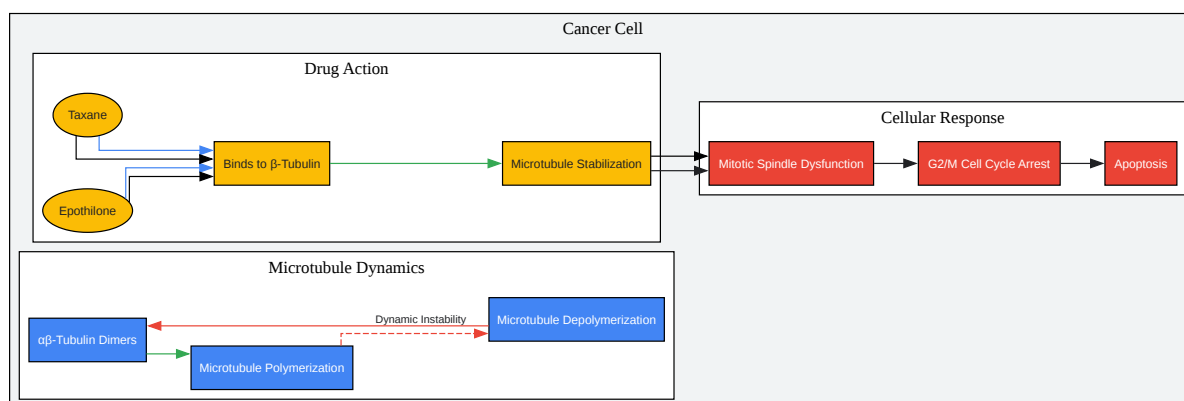 Cancer Cell
Drug Action
Taxane
Epothilone
Binds to β-Tubulin
Microtubule Stabilization
Cellular Response
Mitotic Spindle Dysfunction
G2/M Cell Cycle Arrest
Apoptosis
Microtubule Dynamics
αβ-Tubulin Dimers
Microtubule Polymerization
Dynamic Instability
Microtubule Depolymerization